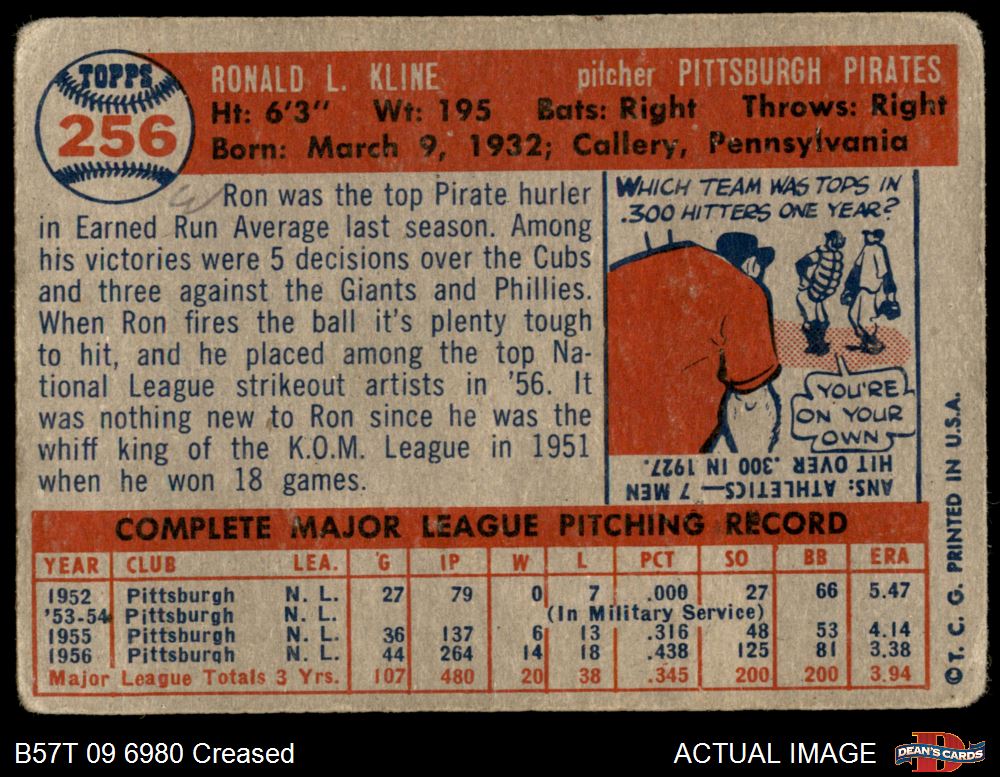 TOPPS
256
RONALD L. KLINE pitcher PITTSBURGH PIRATES
Ht: 6'3" Wt: 195 Bats: Right Throws: Right
Born: March 9, 1932; Callery, Pennsylvania
Ron was the top Pirate hurler
in Earned Run Average last season. Among
his victories were 5 decisions over the Cubs
and three against the Giants and Phillies.
When Ron fires the ball it's plenty tough
to hit, and he placed among the top Na-
tional League strikeout artists in '56. It
was nothing new to Ron since he was the
whiff king of the K.O.M. League in 1951
when he won 18 games.
WHICH TEAM WAS TOPS IN
.300 HITTERS ONE YEAR?
YOU'RE
ON YOUR
OWN
ANS: ATHLETICS—7 MEN
HIT OVER .300 IN 1927.
COMPLETE MAJOR LEAGUE PITCHING RECORD
YEAR CLUB LEA. G IP W L PCT SO BB ERA
1952 Pittsburgh N. L. 27 79 0 7 .000 27 66 5.47
'53-54 Pittsburgh N. L. (In Military Service)
1955 Pittsburgh N. L. 36 137 6 13 .316 48 53 4.14
1956 Pittsburgh N. L. 44 264 14 18 .438 125 81 3.38
Major League Totals 3 Yrs. 107 480 20 38 .345 200 200 3.94
© T. C. G. PRINTED IN U.S.A.
B57T 09 6980 Creased
ACTUAL IMAGE
DEAN'S CARDS